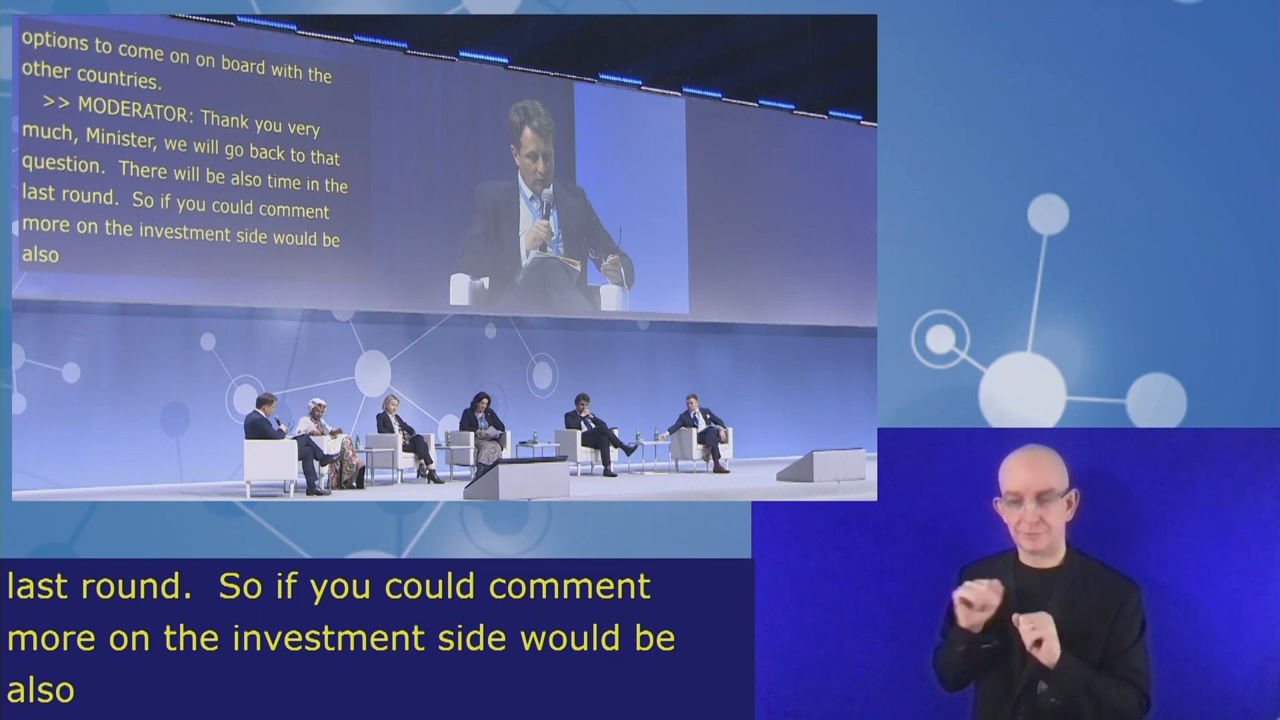 options to come on on board with the
other countries.
>> MODERATOR: Thank you very
much, Minister, we will go back to that
question.  There will be also time in the
last round.  So if you could comment
more on the investment side would be
also
last round.  So if you could comment
more on the investment side would be
also